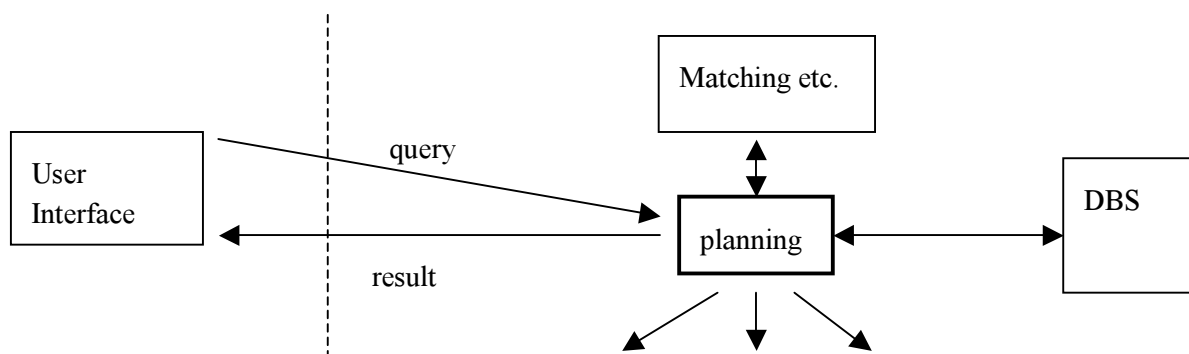 Matching etc.
query
User
Interface
DBS
planning
result